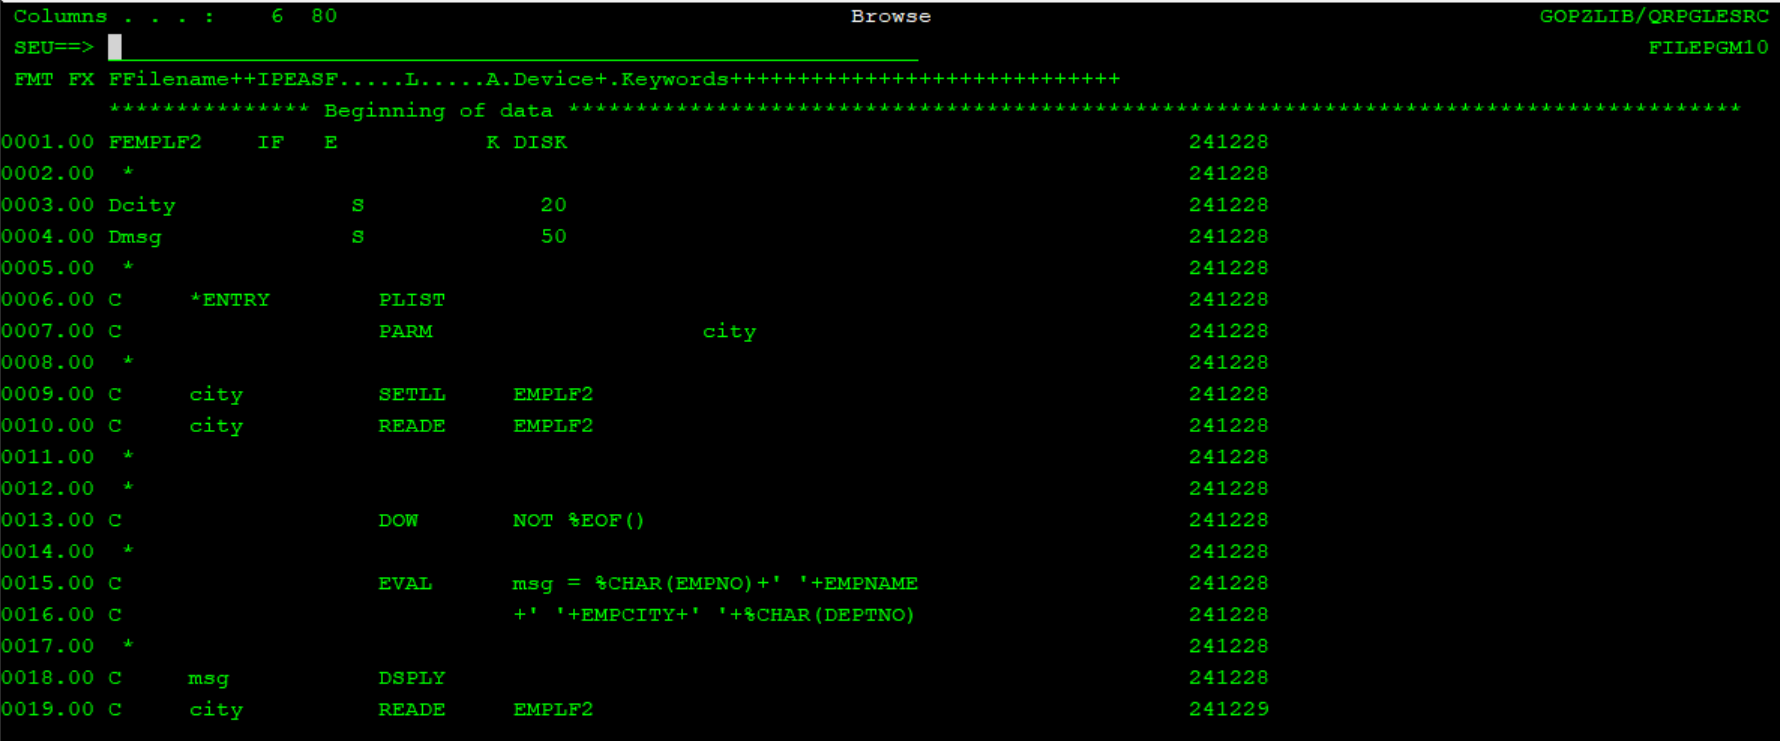 Columns . . . :    6  80                                      Browse                                             GOPZLIB/QRPGLESRC
SEU==>                                                                                                                  FILEPGM10
FMT FX FFilename++IPEASF.....L.....A.Device+.Keywords+++++++++++++++++++++++++++++
       *************** Beginning of data ***************************************************************************************
0001.00 FEMPLF2    IF   E           K DISK                                              241228
0002.00  *                                                                              241228
0003.00 Dcity             S             20                                              241228
0004.00 Dmsg              S             50                                              241228
0005.00  *                                                                              241228
0006.00 C     *ENTRY        PLIST                                                       241228
0007.00 C                   PARM                    city                                241228
0008.00  *                                                                              241228
0009.00 C     city          SETLL     EMPLF2                                            241228
0010.00 C     city          READE     EMPLF2                                            241228
0011.00  *                                                                              241228
0012.00  *                                                                              241228
0013.00 C                   DOW       NOT %EOF()                                        241228
0014.00  *                                                                              241228
0015.00 C                   EVAL      msg = %CHAR(EMPNO)+' '+EMPNAME                    241228
0016.00 C                             +' '+EMPCITY+' '+%CHAR(DEPTNO)                    241228
0017.00  *                                                                              241228
0018.00 C     msg           DSPLY                                                       241228
0019.00 C     city          READE     EMPLF2                                            241229